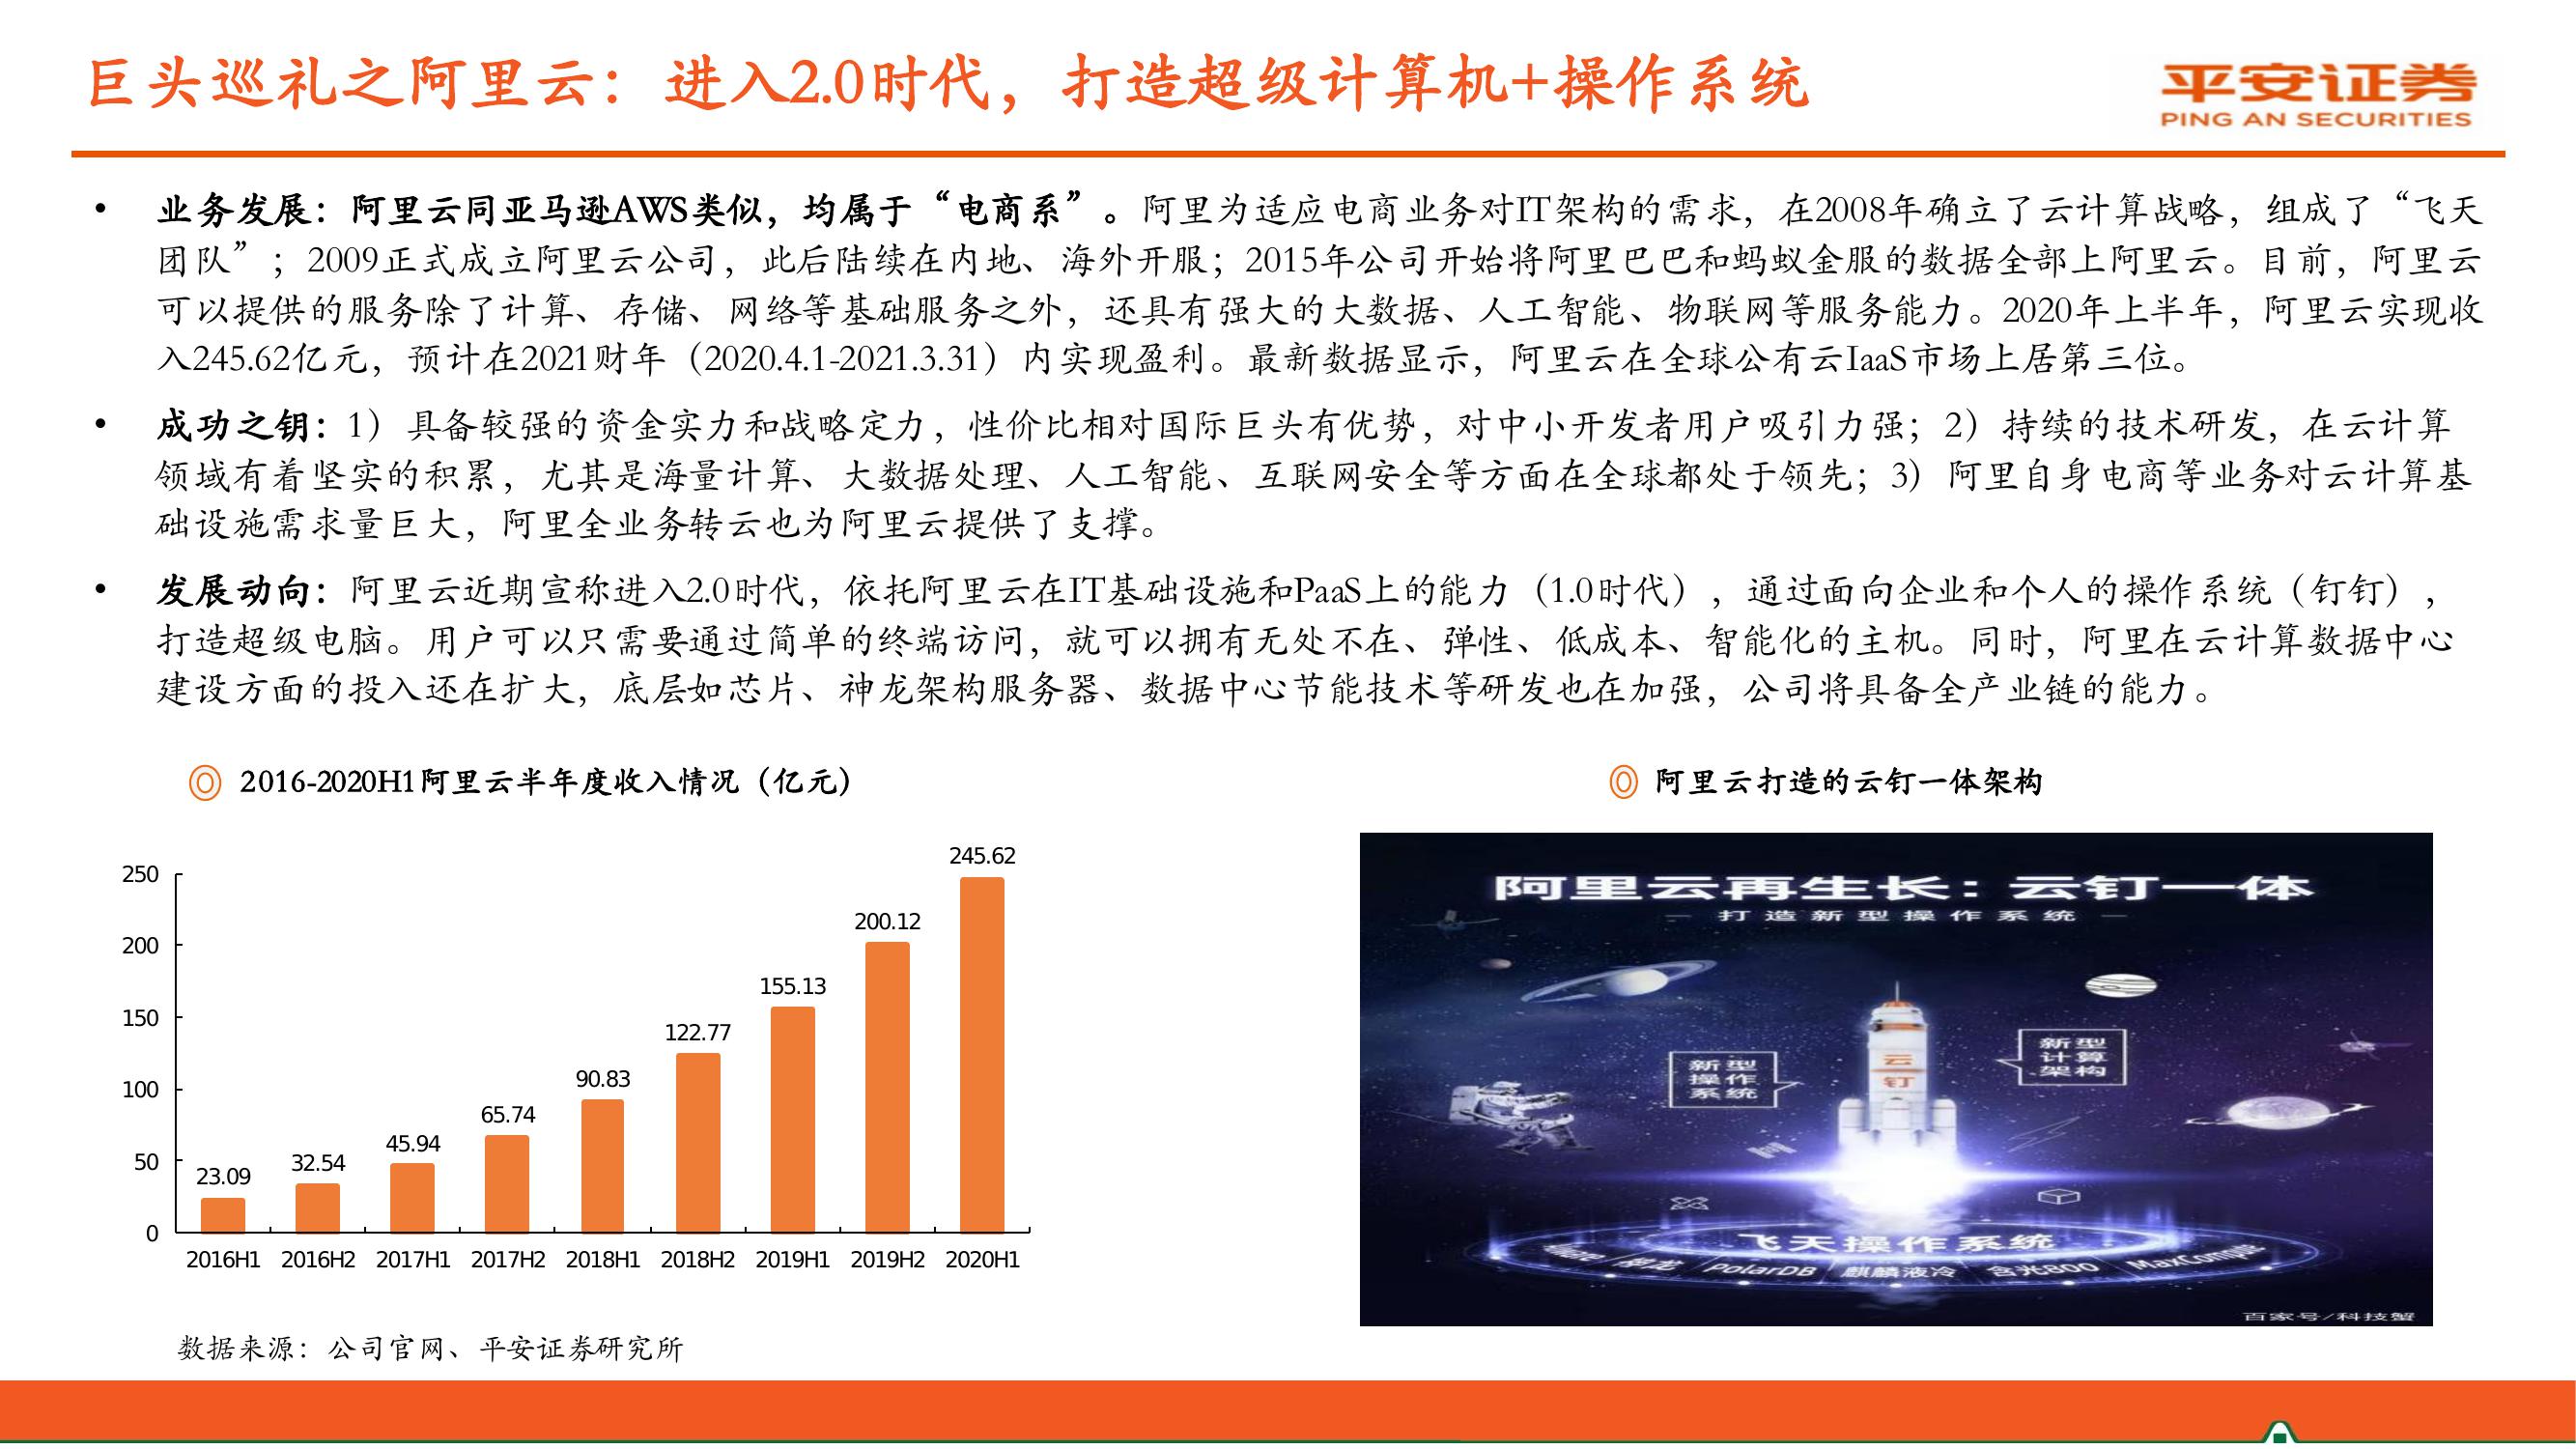 巨头巡礼之阿里云：进入2.0时代，打造超级计算机+操作系统
平安证券
PING AN SECURITIES
• 业务发展：阿里云同亚马逊AWS类似，均属于“电商系”。阿里为适应电商业务对IT架构的需求，在2008年确立了云计算战略，组成了“飞天
团队”；2009正式成立阿里云公司，此后陆续在内地、海外开服；2015年公司开始将阿里巴巴和蚂蚁金服的数据全部上阿里云。目前，阿里云
可以提供的服务除了计算、存储、网络等基础服务之外，还具有强大的大数据、人工智能、物联网等服务能力。2020年上半年，阿里云实现收
入245.62亿元，预计在2021财年（2020.4.1-2021.3.31）内实现盈利。最新数据显示，阿里云在全球公有云IaaS市场上居第三位。
• 成功之钥：1）具备较强的资金实力和战略定力，性价比相对国际巨头有优势，对中小开发者用户吸引力强；2）持续的技术研发，在云计算
领域有着坚实的积累，尤其是海量计算、大数据处理、人工智能、互联网安全等方面在全球都处于领先；3）阿里自身电商等业务对云计算基
础设施需求量巨大，阿里全业务转云也为阿里云提供了支撑。
• 发展动向：阿里云近期宣称进入2.0时代，依托阿里云在IT基础设施和PaaS上的能力（1.0时代），通过面向企业和个人的操作系统（钉钉），
打造超级电脑。用户可以只需要通过简单的终端访问，就可以拥有无处不在、弹性、低成本、智能化的主机。同时，阿里在云计算数据中心
建设方面的投入还在扩大，底层如芯片、神龙架构服务器、数据中心节能技术等研发也在加强，公司将具备全产业链的能力。
2016-2020H1阿里云半年度收入情况（亿元）
250
200
150
100
50
0
23.09
32.54
45.94
65.74
90.83
122.77
155.13
200.12
245.62
2016H1 2016H2 2017H1 2017H2 2018H1 2018H2 2019H1 2019H2 2020H1
数据来源：公司官网、平安证券研究所
阿里云打造的云钉一体架构
阿里云再生长：云钉一体
打造新型操作系统
新型
操作
系统
云
钉
新型
计算
架构
飞天操作系统
PolarDB 麒麟液冷 含光800 MaxCompute
百家号/科技蟹